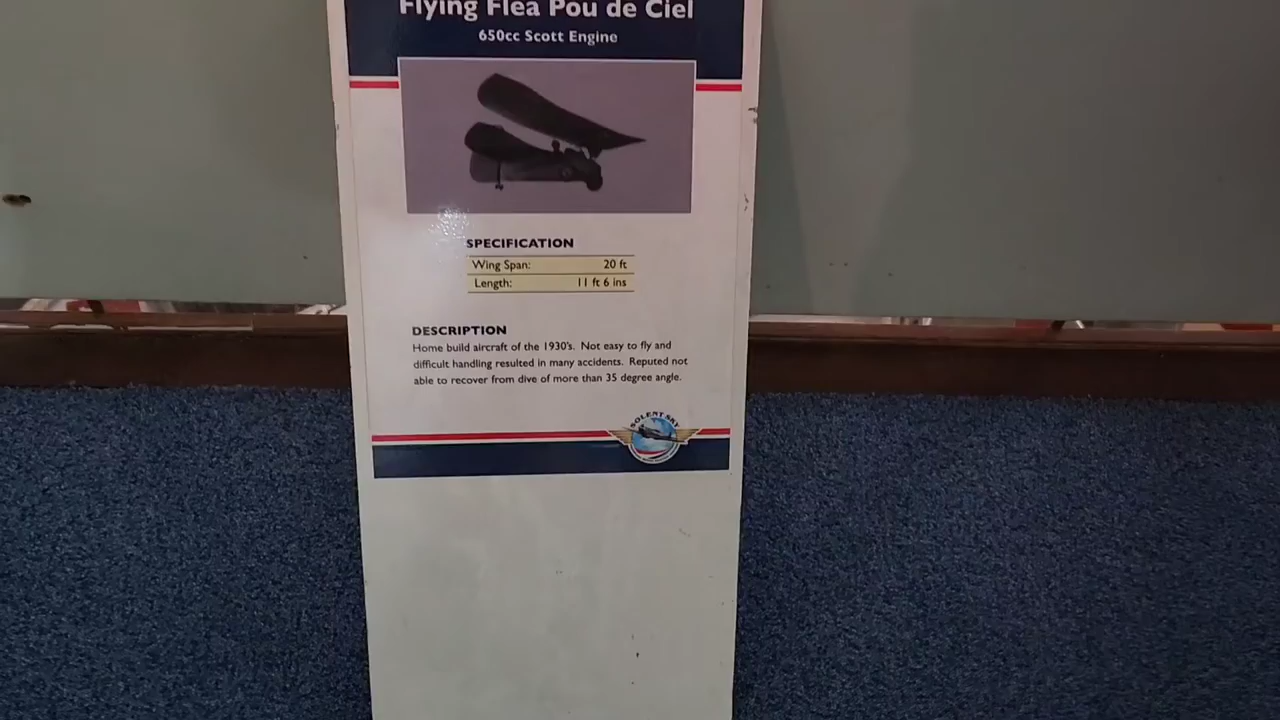 Flying Flea Pou de Ciel
650cc Scott Engine
SPECIFICATION
Wing Span: 20 ft
Length: 11 ft 6 ins
DESCRIPTION
Home build aircraft of the 1930's. Not easy to fly and
difficult handling resulted in many accidents. Reputed not
able to recover from dive of more than 35 degree angle.
SOLENT SKY